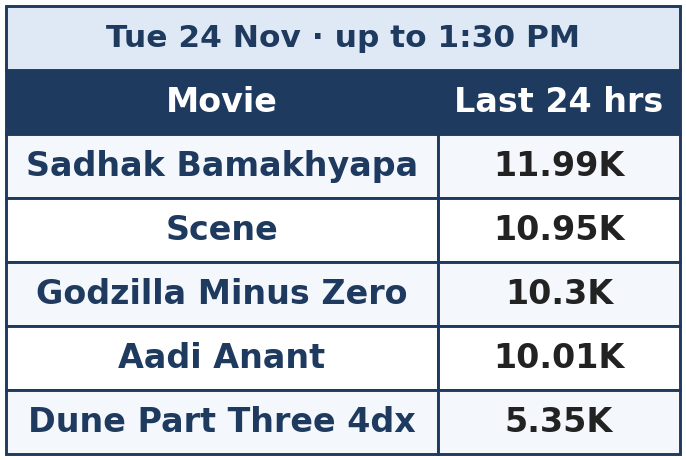 Tue 24 Nov · up to 1:30 PM
Movie Last 24 hrs
Sadhak Bamakhyapa 11.99K
Scene 10.95K
Godzilla Minus Zero 10.3K
Aadi Anant 10.01K
Dune Part Three 4dx 5.35K